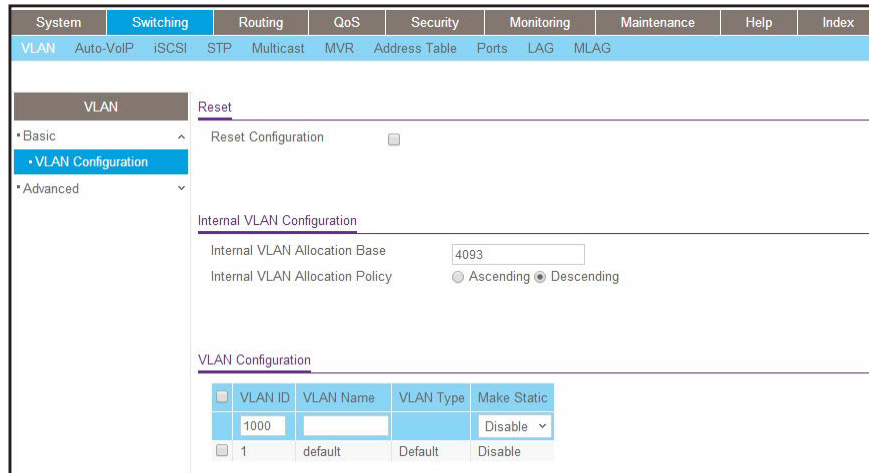 System Switching Routing QoS Security Monitoring Maintenance Help Index
VLAN Auto-VoIP iSCSI STP Multicast MVR Address Table Ports LAG MLAG
VLAN
Basic
VLAN Configuration
Advanced
Reset
Reset Configuration
Internal VLAN Configuration
Internal VLAN Allocation Base 4093
Internal VLAN Allocation Policy Ascending Descending
VLAN Configuration
VLAN ID VLAN Name VLAN Type Make Static
1000 Disable
1 default Default Disable